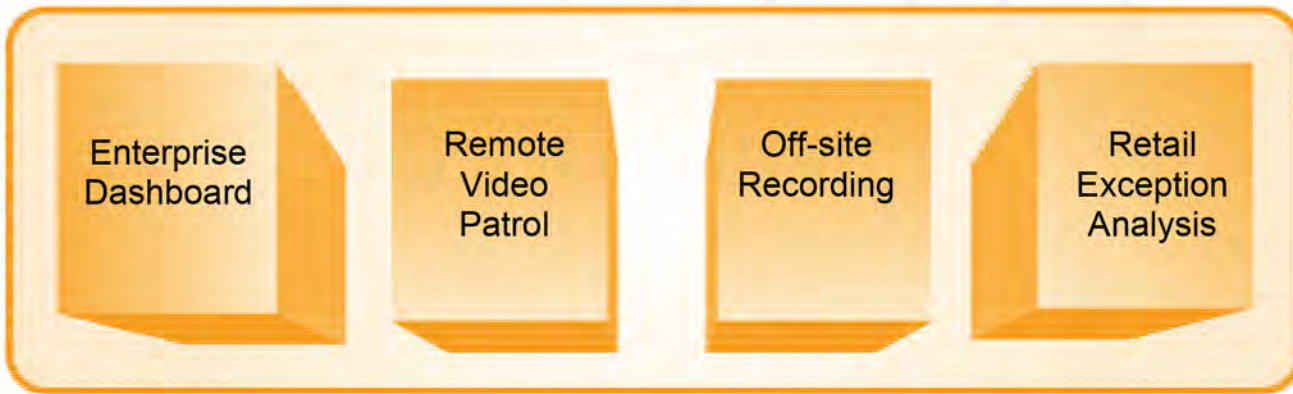 Enterprise
Dashboard
Remote
Video
Patrol
Off-site
Recording
Retail
Exception
Analysis